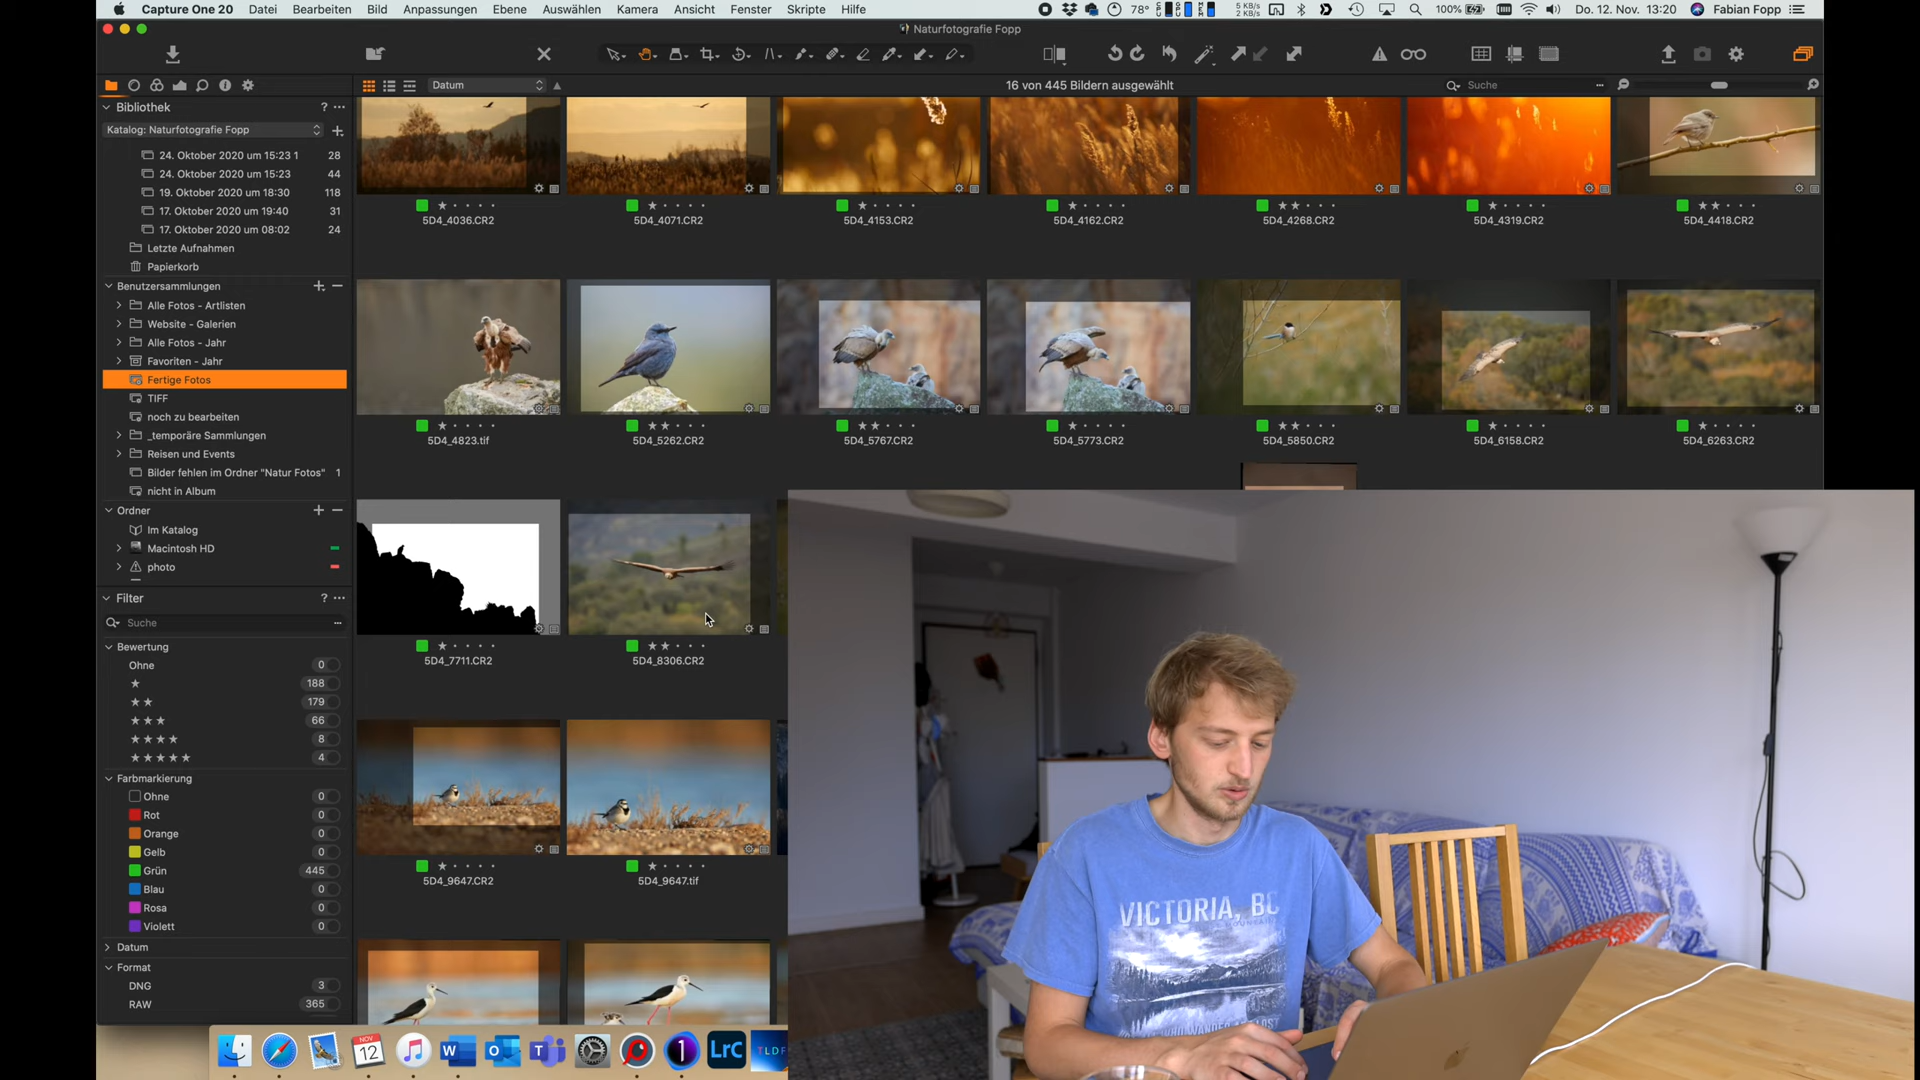 Capture One 20 Datei Bearbeiten Bild Anpassungen Ebene Auswählen Kamera Ansicht Fenster Skripte Hilfe 78° 5 KB/s 2 KB/s 100% Do. 12. Nov. 13:20 Fabian Fopp
Naturfotografie Fopp
Datum 16 von 445 Bildern ausgewählt Suche
Bibliothek ?
Katalog: Naturfotografie Fopp
24. Oktober 2020 um 15:23 1 28
24. Oktober 2020 um 15:23 44
19. Oktober 2020 um 18:30 118
17. Oktober 2020 um 19:40 31
17. Oktober 2020 um 08:02 24
Letzte Aufnahmen
Papierkorb
Benutzersammlungen
Alle Fotos - Artlisten
Website - Galerien
Alle Fotos - Jahr
Favoriten - Jahr
Fertige Fotos
TIFF
noch zu bearbeiten
_temporäre Sammlungen
Reisen und Events
Bilder fehlen im Ordner "Natur Fotos" 1
nicht in Album
Ordner
Im Katalog
Macintosh HD
photo
Filter ?
Suche
Bewertung
Ohne 0
★ 188
★★ 179
★★★ 66
★★★★ 8
★★★★★ 4
Farbmarkierung
Ohne 0
Rot 0
Orange 0
Gelb 0
Grün 445
Blau 0
Rosa 0
Violett 0
Datum
Format
DNG 3
RAW 365
5D4_4036.CR2 5D4_4071.CR2 5D4_4153.CR2 5D4_4162.CR2 5D4_4268.CR2 5D4_4319.CR2 5D4_4418.CR2
5D4_4823.tif 5D4_5262.CR2 5D4_5767.CR2 5D4_5773.CR2 5D4_5850.CR2 5D4_6158.CR2 5D4_6263.CR2
5D4_7711.CR2 5D4_8306.CR2
5D4_9647.CR2 5D4_9647.tif
VICTORIA, BC
NOV
12
LrC
TLDF